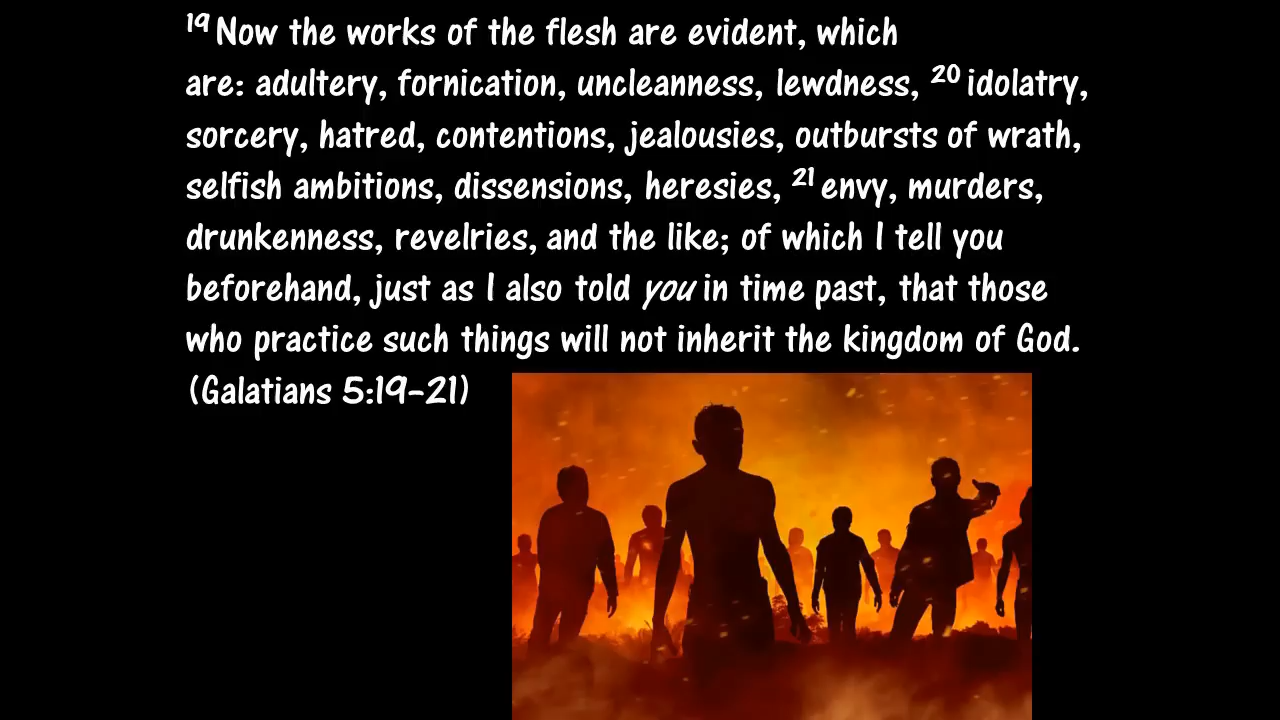 19 Now the works of the flesh are evident, which
are: adultery, fornication, uncleanness, lewdness, 20 idolatry,
sorcery, hatred, contentions, jealousies, outbursts of wrath,
selfish ambitions, dissensions, heresies, 21 envy, murders,
drunkenness, revelries, and the like; of which I tell you
beforehand, just as I also told you in time past, that those
who practice such things will not inherit the kingdom of God.
(Galatians 5:19-21)